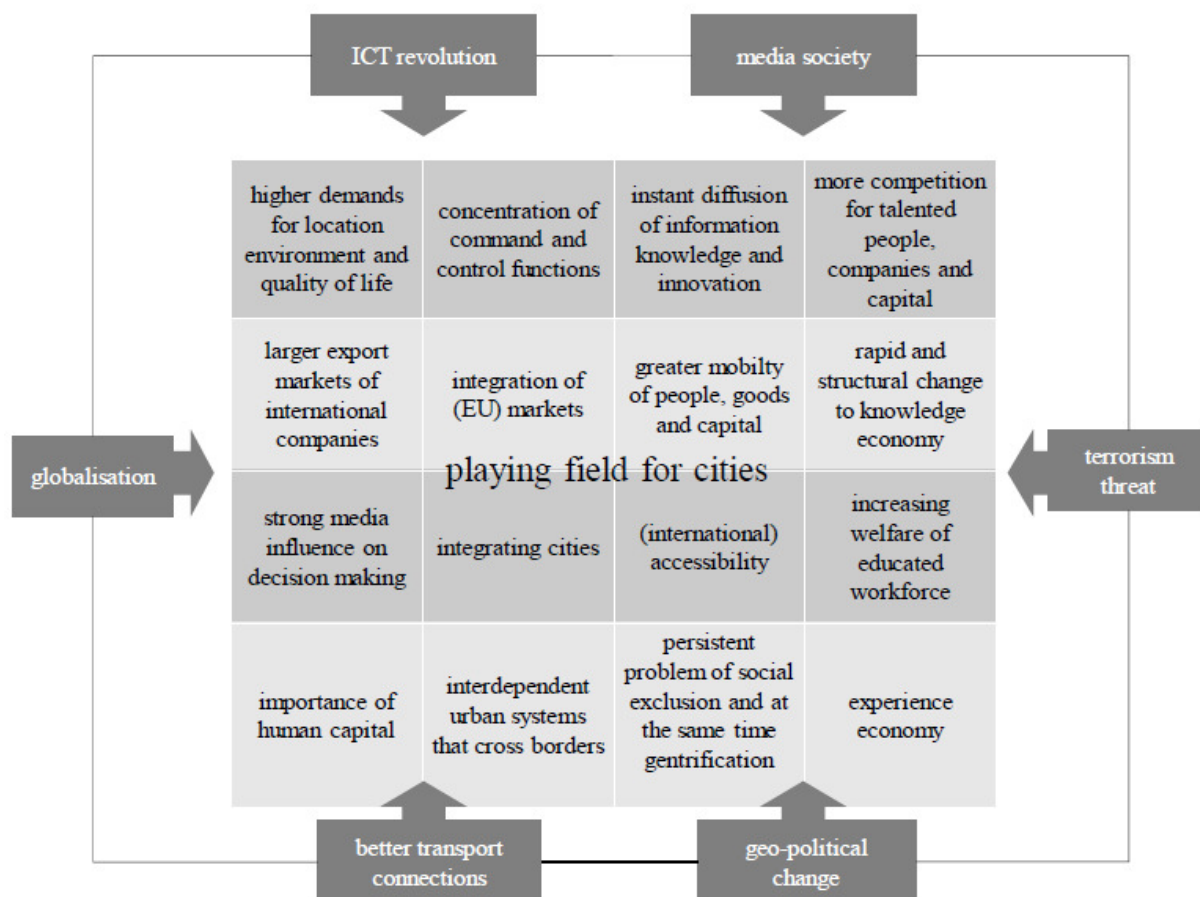 ICT revolution
media society
higher demands
for location
environment and
quality of life
concentration of
command and
control functions
instant diffusion
of information
knowledge and
innovation
more competition
for talented
people,
companies and
capital
larger export
markets of
international
companies
integration of
(EU) markets
greater mobilty
of people, goods
and capital
rapid and
structural change
to knowledge
economy
globalisation
playing field for cities
terrorism
threat
strong media
influence on
decision making
integrating cities
(international)
accessibility
increasing
welfare of
educated
workforce
importance of
human capital
interdependent
urban systems
that cross borders
persistent
problem of social
exclusion and at
the same time
gentrification
experience
economy
better transport
connections
geo-political
change